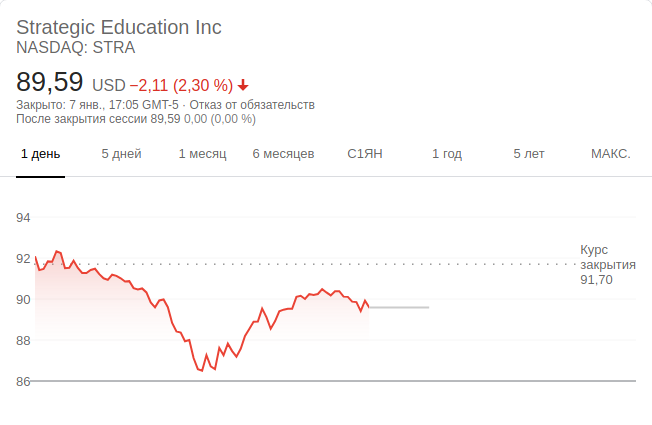 Strategic Education Inc
NASDAQ: STRA
89,59 USD −2,11 (2,30 %)
Закрыто: 7 янв., 17:05 GMT-5 · Отказ от обязательств
После закрытия сессии 89,59 0,00 (0,00 %)
1 день 5 дней 1 месяц 6 месяцев С1ЯН 1 год 5 лет МАКС.
94
92
90
88
86
Курс
закрытия
91,70